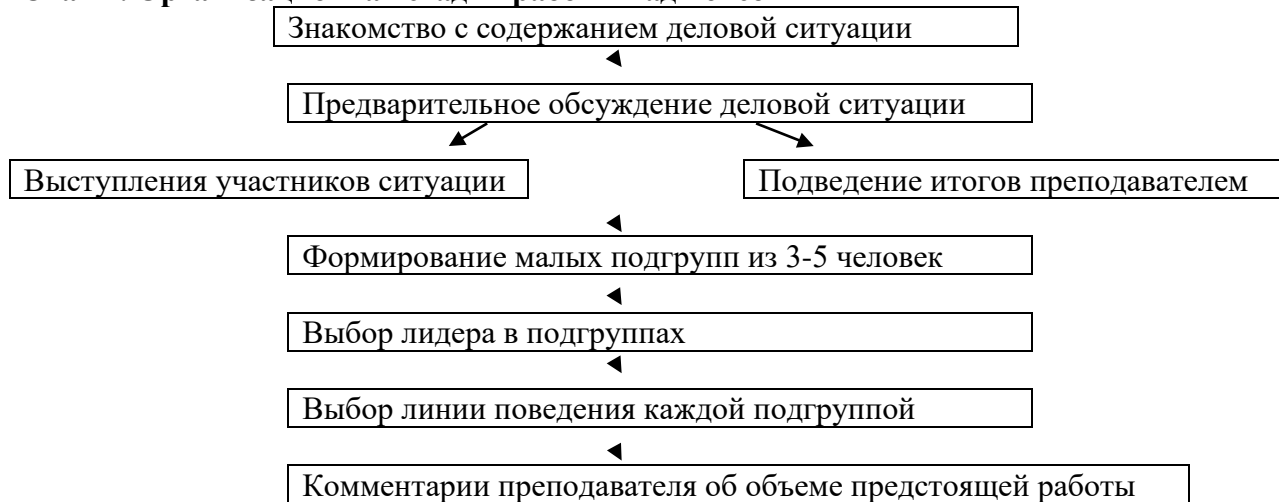 Знакомство с содержанием деловой ситуации
Предварительное обсуждение деловой ситуации
Выступления участников ситуации
Подведение итогов преподавателем
Формирование малых подгрупп из 3-5 человек
Выбор лидера в подгруппах
Выбор линии поведения каждой подгруппой
Комментарии преподавателя об объеме предстоящей работы